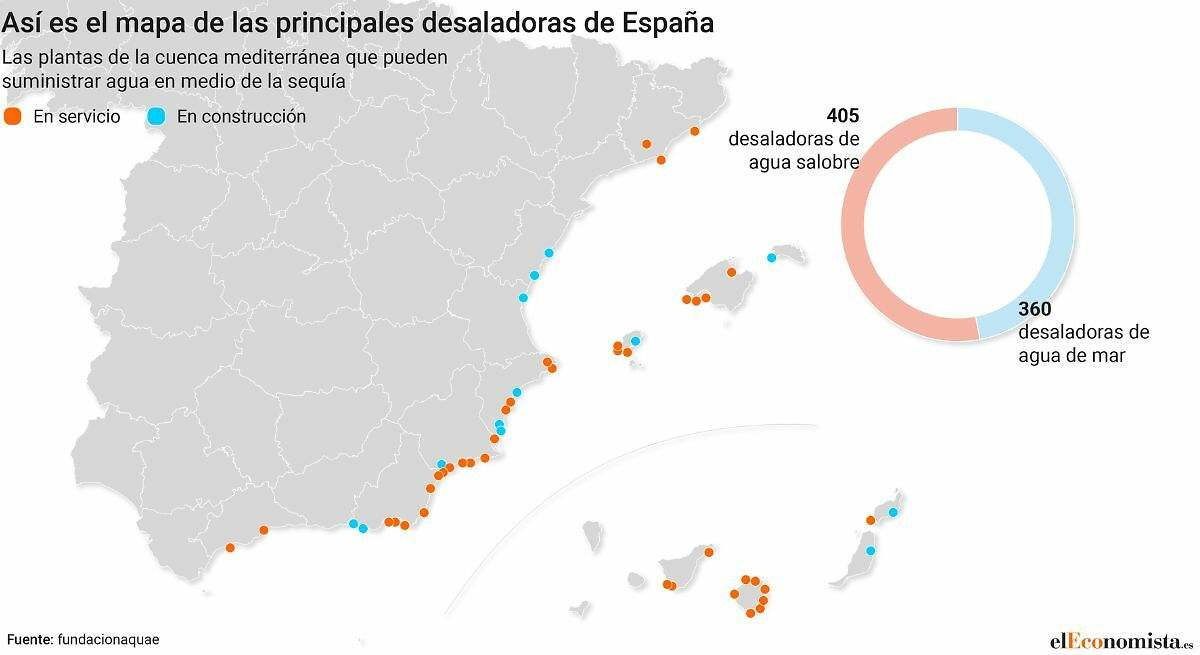 Así es el mapa de las principales desaladoras de España
Las plantas de la cuenca mediterránea que pueden
suministrar agua en medio de la sequía
En servicio
En construcción
405
desaladoras de
agua salobre
360
desaladoras de
agua de mar
Fuente: fundacionaquae
elEconomista.es